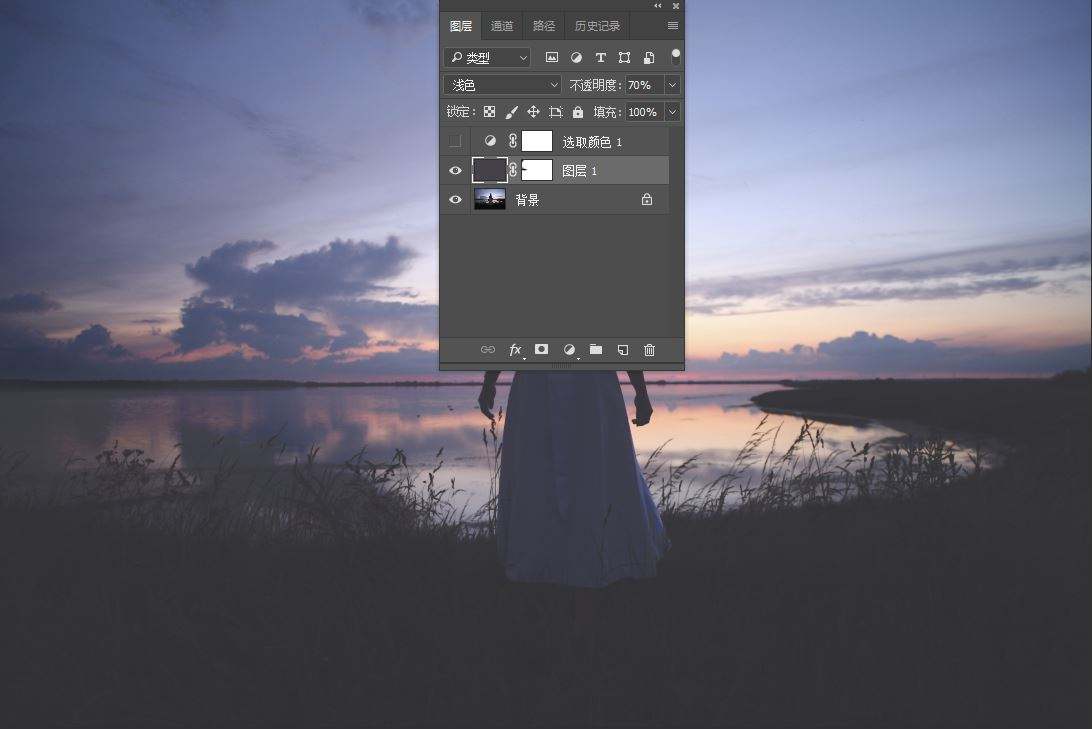 图层 通道 路径 历史记录
类型
浅色 不透明度: 70%
锁定: 填充: 100%
选取颜色 1
图层 1
背景
fx